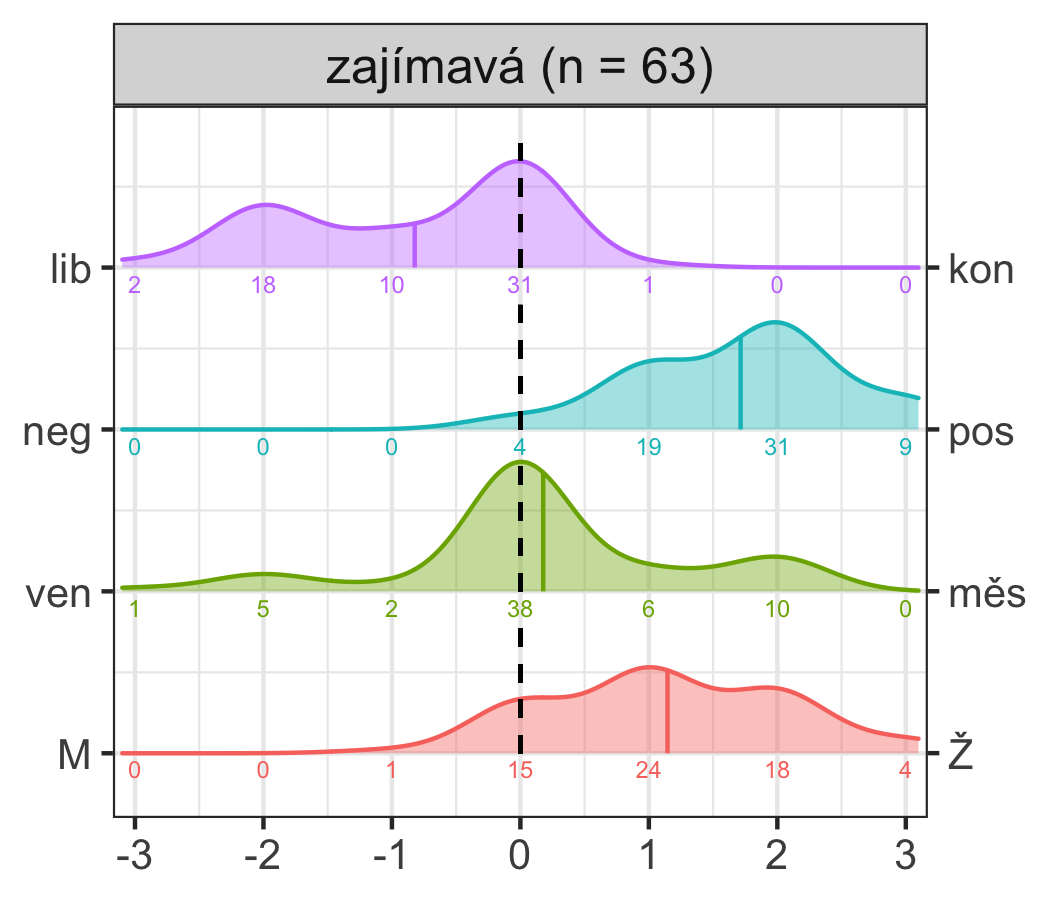 zajímavá (n = 63)
lib kon
2 18 10 31 1 0 0
neg pos
0 0 0 4 19 31 9
ven měs
1 5 2 38 6 10 0
M Ž
0 0 1 15 24 18 4
-3 -2 -1 0 1 2 3